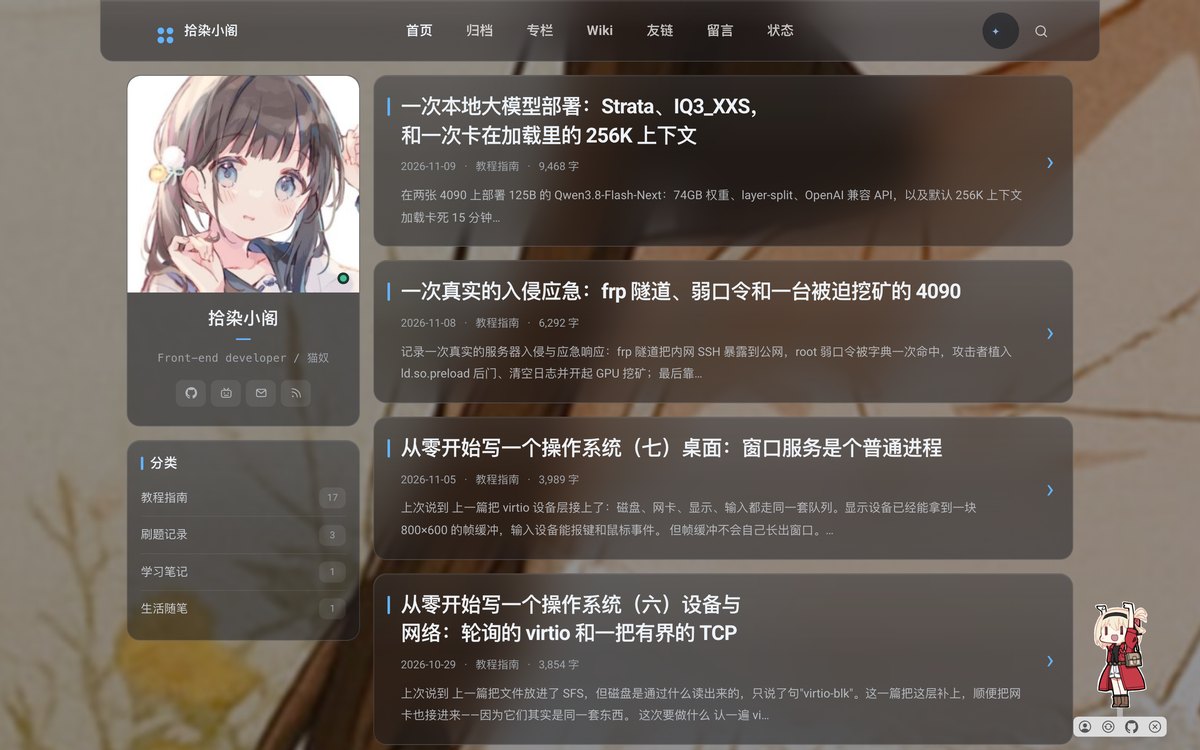 拾染小阁
首页 归档 专栏 Wiki 友链 留言 状态
拾染小阁
Front-end developer / 猫奴
分类
教程指南 17
刷题记录 3
学习笔记 1
生活随笔 1
一次本地大模型部署：Strata、IQ3_XXS，
和一次卡在加载里的 256K 上下文
2026-11-09 · 教程指南 · 9,468 字
在两张 4090 上部署 125B 的 Qwen3.8-Flash-Next：74GB 权重、layer-split、OpenAI 兼容 API，以及默认 256K 上下文
加载卡死 15 分钟...
一次真实的入侵应急：frp 隧道、弱口令和一台被迫挖矿的 4090
2026-11-08 · 教程指南 · 6,292 字
记录一次真实的服务器入侵与应急响应：frp 隧道把内网 SSH 暴露到公网，root 弱口令被字典一次命中，攻击者植入
ld.so.preload 后门、清空日志并开起 GPU 挖矿；最后靠...
从零开始写一个操作系统（七）桌面：窗口服务是个普通进程
2026-11-05 · 教程指南 · 3,989 字
上次说到 上一篇把 virtio 设备层接上了：磁盘、网卡、显示、输入都走同一套队列。显示设备已经能拿到一块
800×600 的帧缓冲，输入设备能报键和鼠标事件。 但帧缓冲不会自己长出窗口。...
从零开始写一个操作系统（六）设备与
网络：轮询的 virtio 和一把有界的 TCP
2026-10-29 · 教程指南 · 3,854 字
上次说到 上一篇把文件放进了 SFS，但磁盘是通过什么读出来的，只说了句"virtio-blk"。这一篇把这层补上，顺便把网
卡也接进来——因为它们其实是同一套东西。 这次要做什么 认一遍 vi...